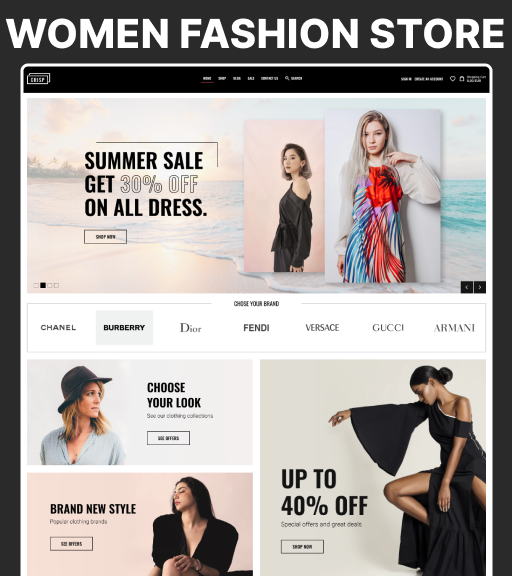 WOMEN FASHION STORE
CRISP
HOME SHOP BLOG SALE CONTACT US SEARCH
SIGN IN CREATE AN ACCOUNT
Shopping Cart
SUMMER SALE
GET 30% OFF
ON ALL DRESS.
SHOP NOW
CHOSE YOUR BRAND
CHANEL BURBERRY Dior FENDI VERSACE GUCCI ARMANI
CHOOSE
YOUR LOOK
See our clothing collections
SEE OFFERS
BRAND NEW STYLE
Popular clothing brands
SEE OFFERS
UP TO
40% OFF
Special offers and great deals
SHOP NOW